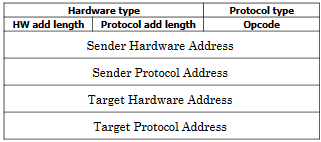 Hardware type Protocol type
HW add length Protocol add length Opcode
Sender Hardware Address
Sender Protocol Address
Target Hardware Address
Target Protocol Address